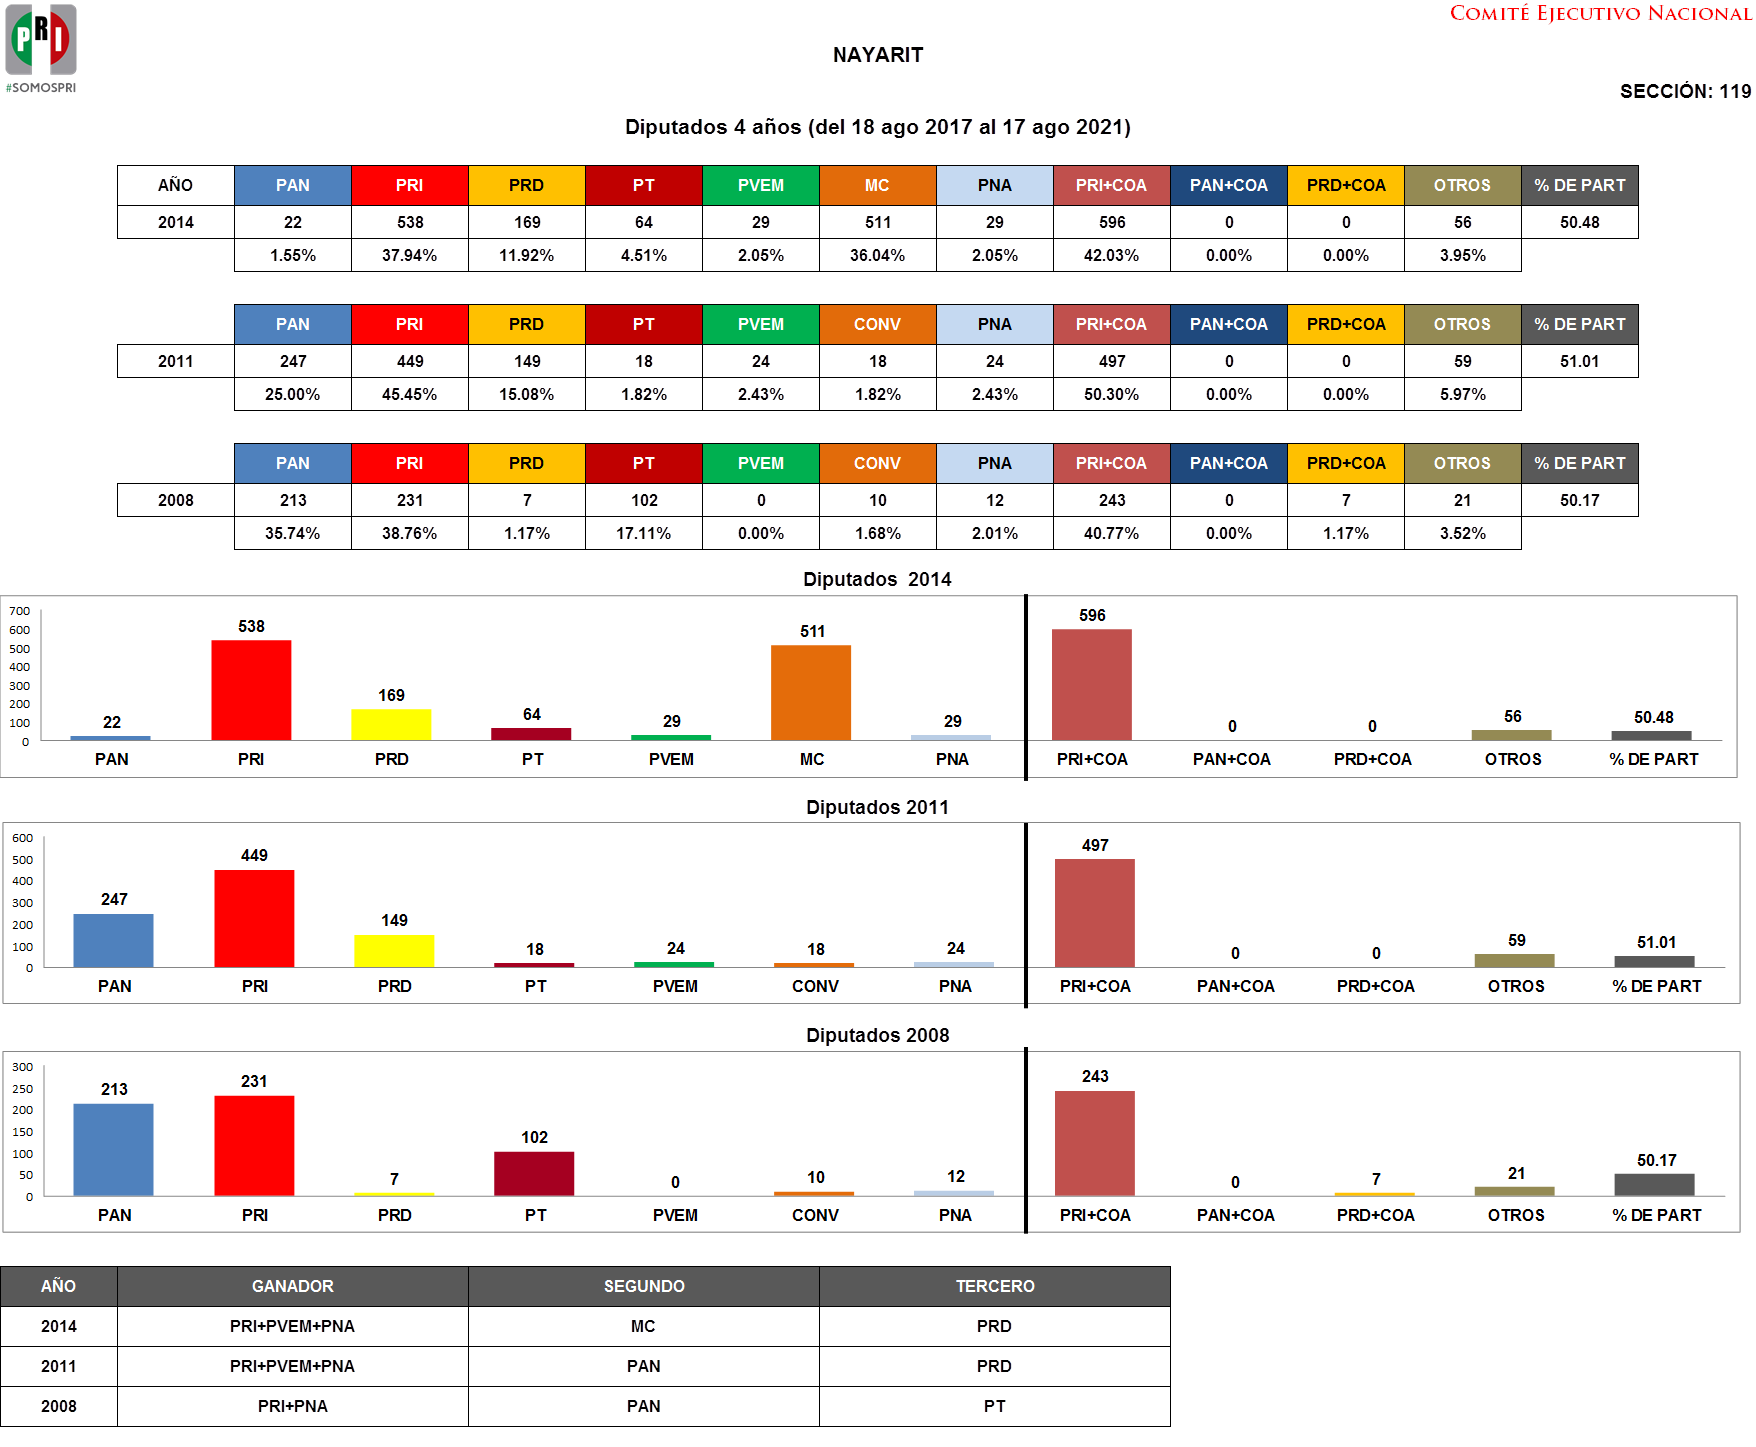 PRI
#SOMOSPRI
COMITÉ EJECUTIVO NACIONAL
NAYARIT
SECCIÓN: 119
Diputados 4 años (del 18 ago 2017 al 17 ago 2021)
AÑO PAN PRI PRD PT PVEM MC PNA PRI+COA PAN+COA PRD+COA OTROS % DE PART
2014 22 538 169 64 29 511 29 596 0 0 56 50.48
1.55% 37.94% 11.92% 4.51% 2.05% 36.04% 2.05% 42.03% 0.00% 0.00% 3.95%
PAN PRI PRD PT PVEM CONV PNA PRI+COA PAN+COA PRD+COA OTROS % DE PART
2011 247 449 149 18 24 18 24 497 0 0 59 51.01
25.00% 45.45% 15.08% 1.82% 2.43% 1.82% 2.43% 50.30% 0.00% 0.00% 5.97%
PAN PRI PRD PT PVEM CONV PNA PRI+COA PAN+COA PRD+COA OTROS % DE PART
2008 213 231 7 102 0 10 12 243 0 7 21 50.17
35.74% 38.76% 1.17% 17.11% 0.00% 1.68% 2.01% 40.77% 0.00% 1.17% 3.52%
Diputados 2014
700
600
500
400
300
200
100
0
22 538 169 64 29 511 29 596 0 0 56 50.48
PAN PRI PRD PT PVEM MC PNA PRI+COA PAN+COA PRD+COA OTROS % DE PART
Diputados 2011
600
500
400
300
200
100
0
247 449 149 18 24 18 24 497 0 0 59 51.01
PAN PRI PRD PT PVEM CONV PNA PRI+COA PAN+COA PRD+COA OTROS % DE PART
Diputados 2008
300
250
200
150
100
50
0
213 231 7 102 0 10 12 243 0 7 21 50.17
PAN PRI PRD PT PVEM CONV PNA PRI+COA PAN+COA PRD+COA OTROS % DE PART
AÑO GANADOR SEGUNDO TERCERO
2014 PRI+PVEM+PNA MC PRD
2011 PRI+PVEM+PNA PAN PRD
2008 PRI+PNA PAN PT